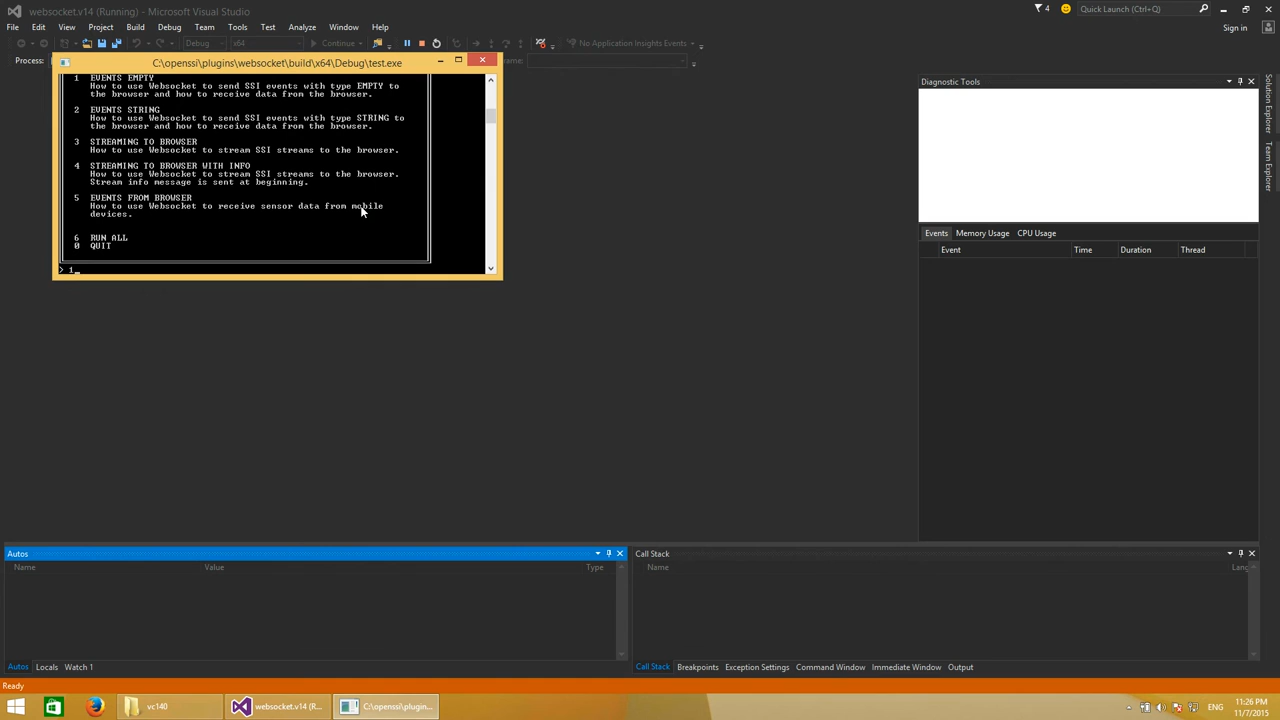 websocket.v14 (Running) - Microsoft Visual Studio
4
Quick Launch (Ctrl+Q)
File Edit View Project Build Debug Team Tools Test Analyze Window Help
Sign in
Debug x64 Continue No Application Insights Events
Process:
C:\openssi\plugins\websocket\build\x64\Debug\test.exe
1 EVENTS EMPTY
How to use Websocket to send SSI events with type EMPTY to
the browser and how to receive data from the browser.
2 EVENTS STRING
How to use Websocket to send SSI events with type STRING to
the browser and how to receive data from the browser.
3 STREAMING TO BROWSER
How to use Websocket to stream SSI streams to the browser.
4 STREAMING TO BROWSER WITH INFO
How to use Websocket to stream SSI streams to the browser.
Stream info message is sent at beginning.
5 EVENTS FROM BROWSER
How to use Websocket to receive sensor data from mobile
devices.
6 RUN ALL
0 QUIT
> 1_
Diagnostic Tools
Events Memory Usage CPU Usage
Event Time Duration Thread
Solution Explorer
Team Explorer
Autos
Name Value Type
Autos Locals Watch 1
Call Stack
Name Lang
Call Stack Breakpoints Exception Settings Command Window Immediate Window Output
Ready
vc140
websocket.v14 (R...
C:\openssi\plugin...
ENG
11:26 PM
11/7/2015